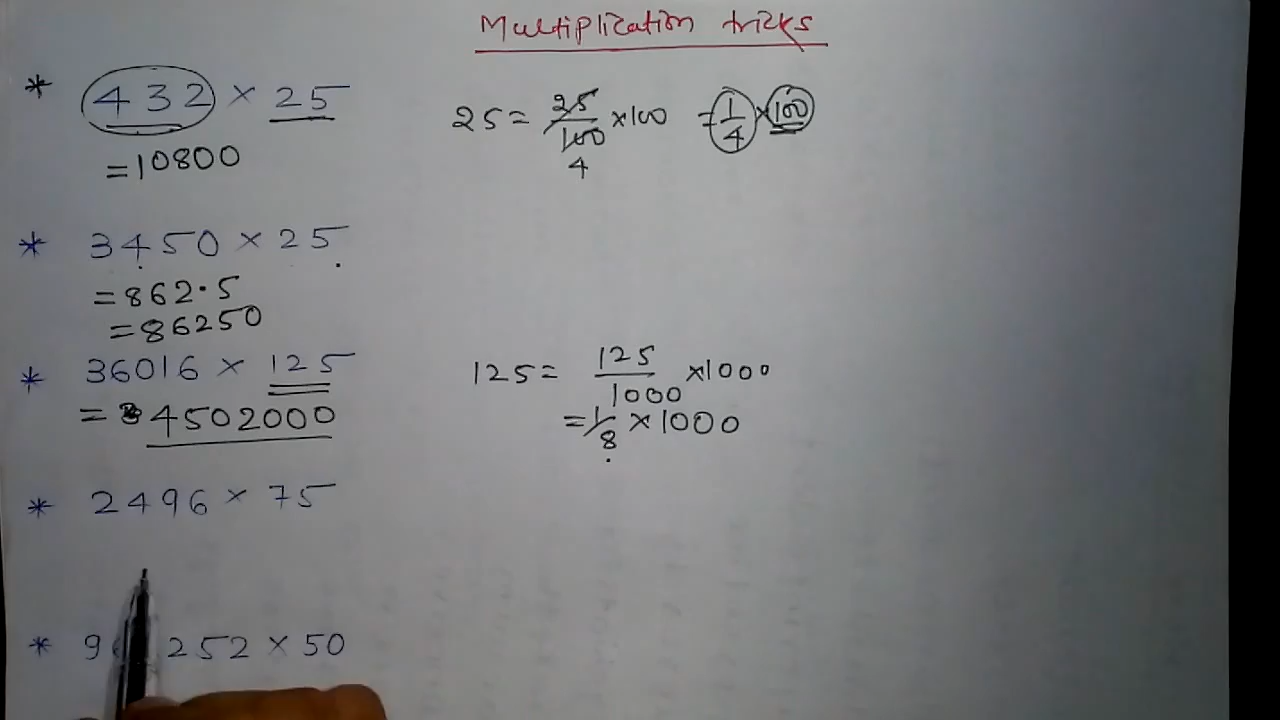 Multiplication tricks
* 432 × 25
25 = 25/100 × 100 = 1/4 × 100
4
= 10800
* 3450 × 25
= 862.5
= 86250
* 36016 × 125
125 = 125/1000 × 1000
= 4502000
= 1/8 × 1000
* 2496 × 75
* 9 252 × 50